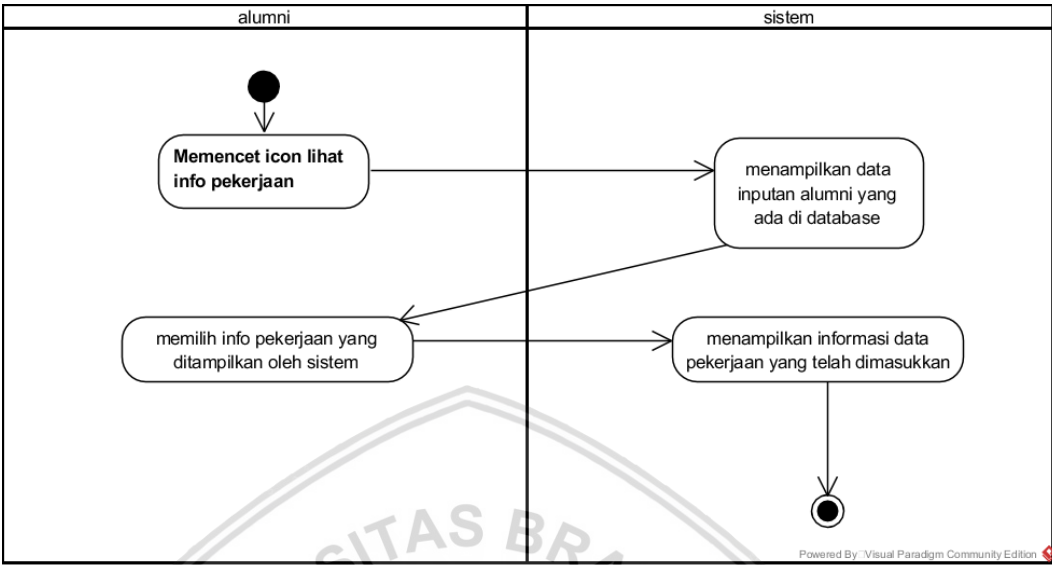 alumni
sistem
Memencet icon lihat
info pekerjaan
menampilkan data
inputan alumni yang
ada di database
memilih info pekerjaan yang
ditampilkan oleh sistem
menampilkan informasi data
pekerjaan yang telah dimasukkan
SITAS BRA
Powered By Visual Paradigm Community Edition